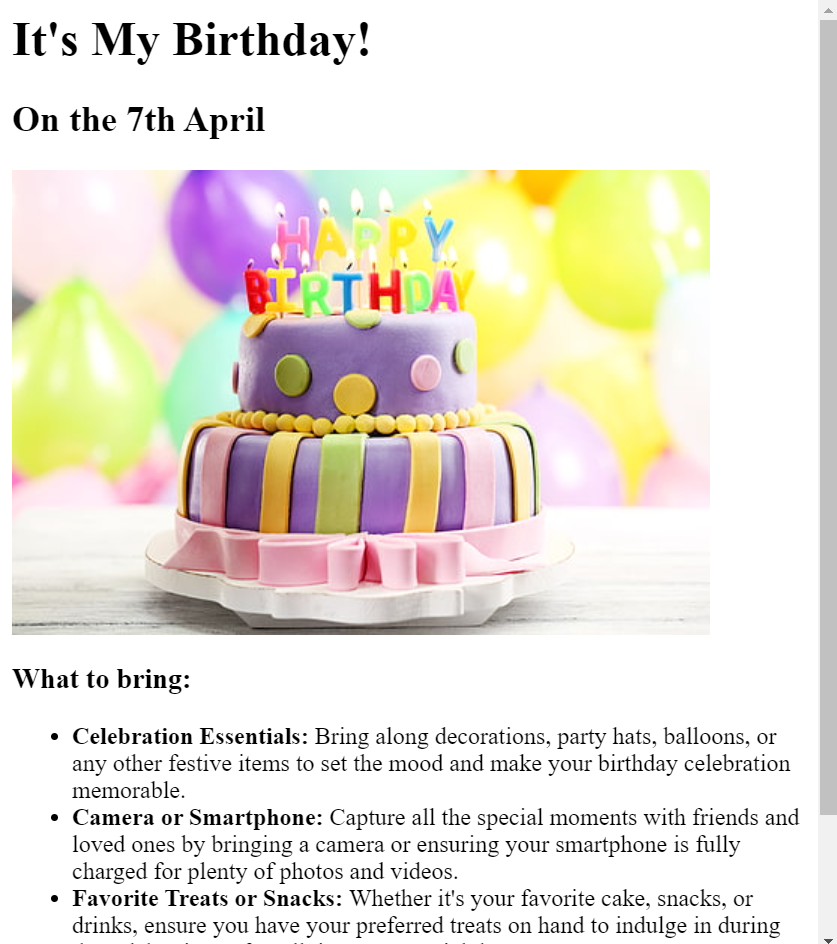 It's My Birthday!
On the 7th April
HAPPY
BIRTHDAY
What to bring:
• Celebration Essentials: Bring along decorations, party hats, balloons, or
any other festive items to set the mood and make your birthday celebration
memorable.
• Camera or Smartphone: Capture all the special moments with friends and
loved ones by bringing a camera or ensuring your smartphone is fully
charged for plenty of photos and videos.
• Favorite Treats or Snacks: Whether it's your favorite cake, snacks, or
drinks, ensure you have your preferred treats on hand to indulge in during